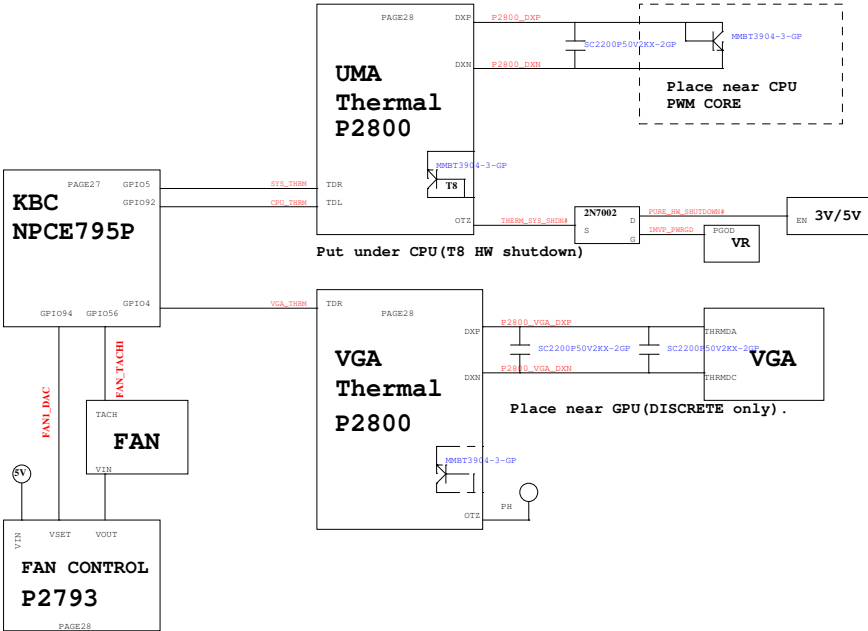 PAGE28
DXP
P2800_DXP
SC2200P50V2KX-2GP
MMBT3904-3-GP
DXN
P2800_DXN
UMA
Thermal
P2800
Place near CPU
PWM CORE
MMBT3904-3-GP
T8
PAGE27
GPIO5
SYS_THRM
TDR
GPIO92
CPU_THRM
TDL
KBC
NPCE795P
OTZ
THERM_SYS_SHDN#
2N7002
S
D
G
PURE_HW_SHUTDOWN#
IMVP_PWRGD
PGOD
VR
EN
3V/5V
Put under CPU(T8 HW shutdown)
GPIO4
VGA_THRM
TDR
PAGE28
GPIO94
GPIO56
DXP
P2800_VGA_DXP
THRMDA
SC2200P50V2KX-2GP
SC2200P50V2KX-2GP
VGA
DXN
P2800_VGA_DXN
THRMDC
VGA
Thermal
P2800
Place near GPU(DISCRETE only).
FAN1_DAC
FAN_TACH1
TACH
FAN
VIN
MMBT3904-3-GP
OTZ
PH
5V
VIN
VSET
VOUT
FAN CONTROL
P2793
PAGE28